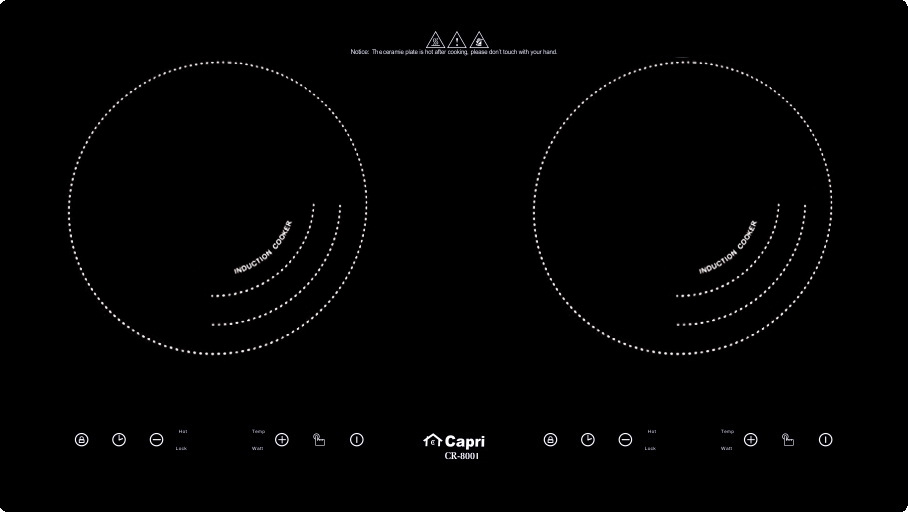 Notice: The ceramie plate is hot after cooking, please don't touch with your hand.
INDUCTION COOKER
INDUCTION COOKER
Hot
Temp
Lock
Watt
C Capri
CR-8001
Hot
Temp
Lock
Watt